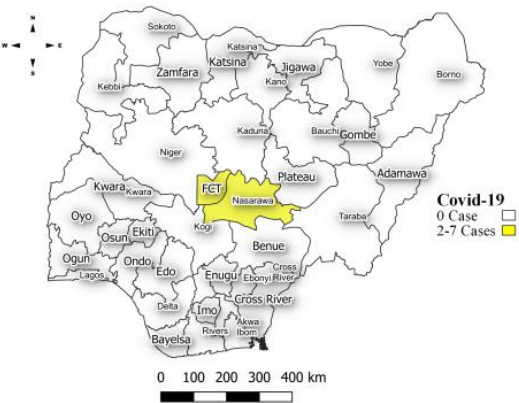 N
W E
S
Sokoto
Katsina
Katsina
Jigawa
Yobe
Borno
Zamfara
Kano
Kebbi
Kaduna
Bauchi
Gombe
Niger
Adamawa
Plateau
FCT
Nasarawa
Kwara
Kwara
Taraba
Oyo
Kogi
Ekiti
Osun
Benue
Ogun
Ondo
Edo
Lagos
Enugu
Cross
Ebonyi River
Cross River
Delta
Imo
Akwa
Ibom
Rivers
Bayelsa
Covid-19
0 Case
2-7 Cases
0 100 200 300 400 km